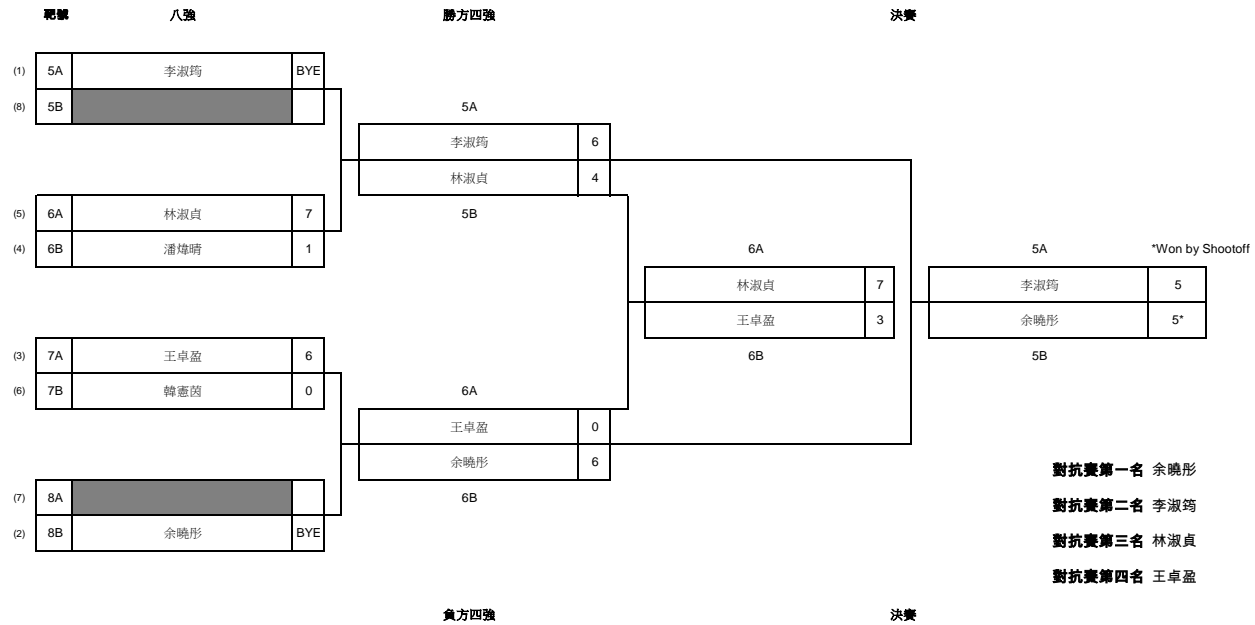 靶號 八強 勝方四強 決賽
(1) 5A 李淑筠 BYE
(8) 5B
5A
李淑筠 6
林淑貞 4
5B
(5) 6A 林淑貞 7
(4) 6B 潘煒晴 1
6A
林淑貞 7
王卓盈 3
6B
5A *Won by Shootoff
李淑筠 5
余曉彤 5*
5B
(3) 7A 王卓盈 6
(6) 7B 韓憲茵 0
6A
王卓盈 0
余曉彤 6
6B
(7) 8A
(2) 8B 余曉彤 BYE
對抗賽第一名 余曉彤
對抗賽第二名 李淑筠
對抗賽第三名 林淑貞
對抗賽第四名 王卓盈
負方四強 決賽